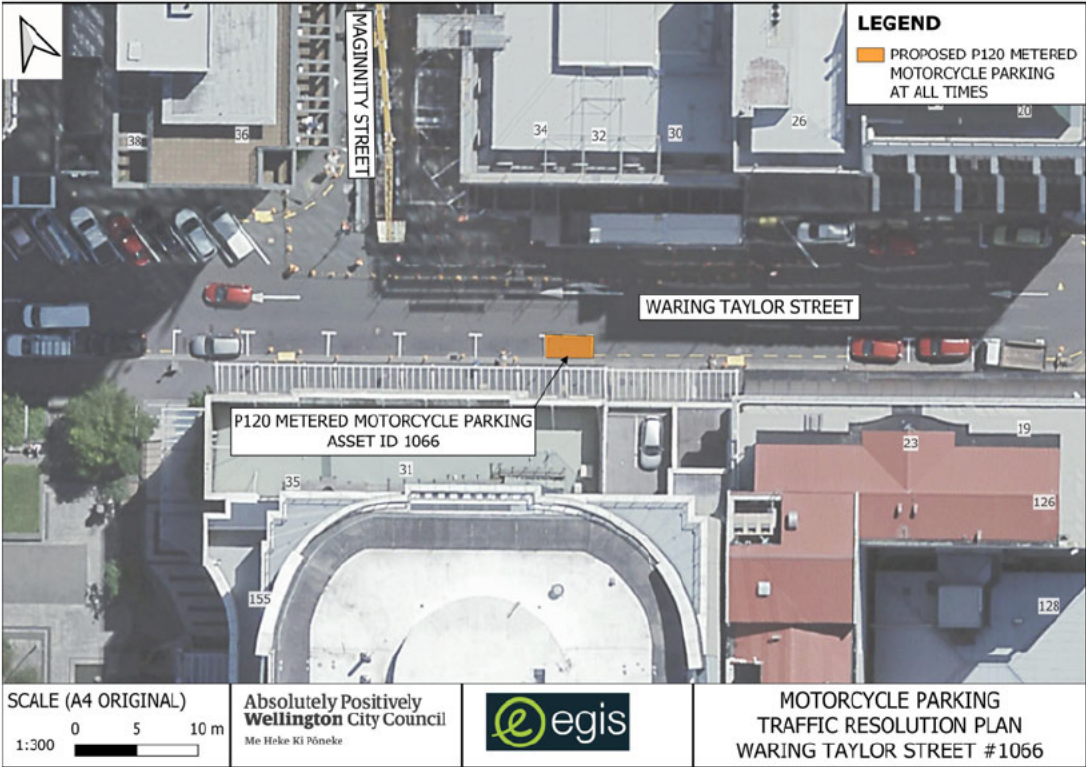 MAGINNITY STREET
LEGEND
PROPOSED P120 METERED
MOTORCYCLE PARKING
AT ALL TIMES
38
36
34
32
30
26
20
WARING TAYLOR STREET
P120 METERED MOTORCYCLE PARKING
ASSET ID 1066
35
31
23
19
126
155
128
SCALE (A4 ORIGINAL)
1:300
0 5 10 m
Absolutely Positively
Wellington City Council
Me Heke Ki Pōneke
egis
MOTORCYCLE PARKING
TRAFFIC RESOLUTION PLAN
WARING TAYLOR STREET #1066